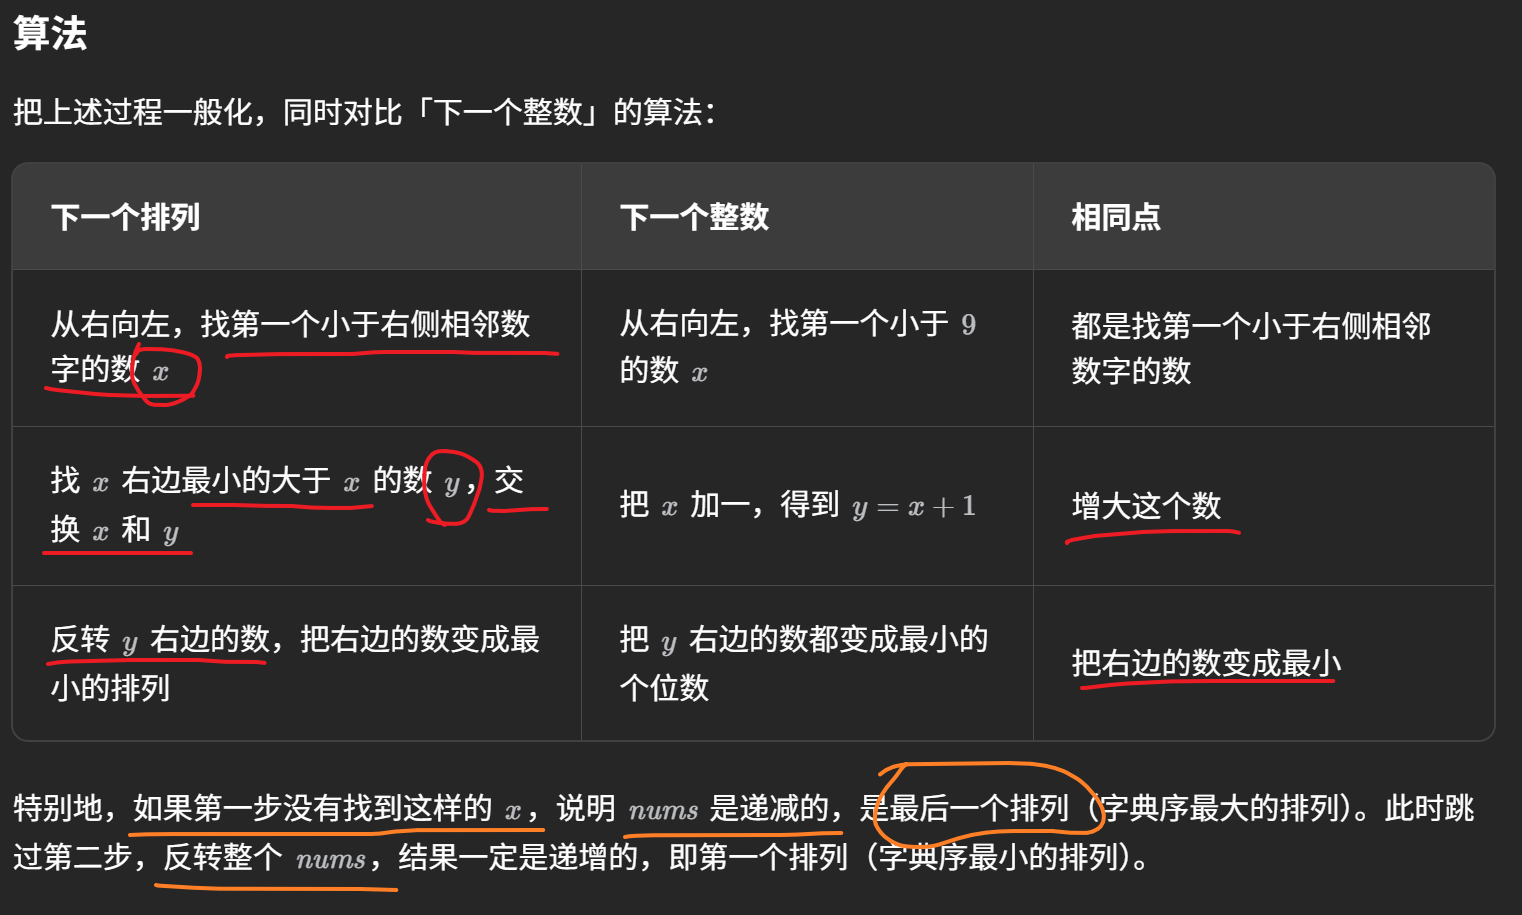 算法
把上述过程一般化，同时对比「下一个整数」的算法：
下一个排列
下一个整数
相同点
从右向左，找第一个小于右侧相邻数
字的数 x
从右向左，找第一个小于 9
的数 x
都是找第一个小于右侧相邻
数字的数
找 x 右边最小的大于 x 的数 y，交
换 x 和 y
把 x 加一，得到 y = x + 1
增大这个数
反转 y 右边的数，把右边的数变成最
小的排列
把 y 右边的数都变成最小的
个位数
把右边的数变成最小
特别地，如果第一步没有找到这样的 x，说明 nums 是递减的，是最后一个排列（字典序最大的排列）。此时跳
过第二步，反转整个 nums，结果一定是递增的，即第一个排列（字典序最小的排列）。